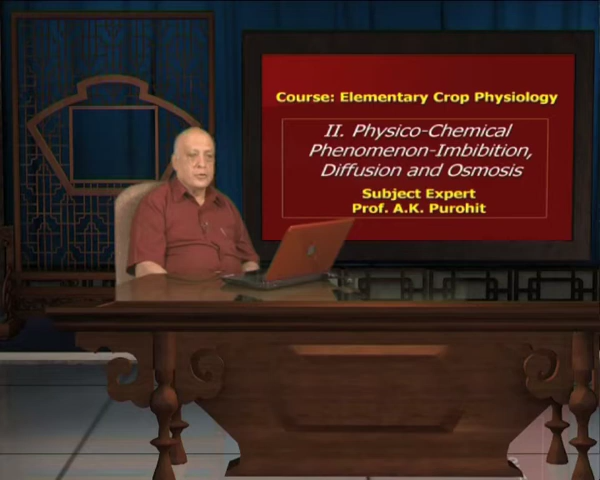 Course: Elementary Crop Physiology
II. Physico-Chemical
Phenomenon-Imbibition,
Diffusion and Osmosis
Subject Expert
Prof. A.K. Purohit